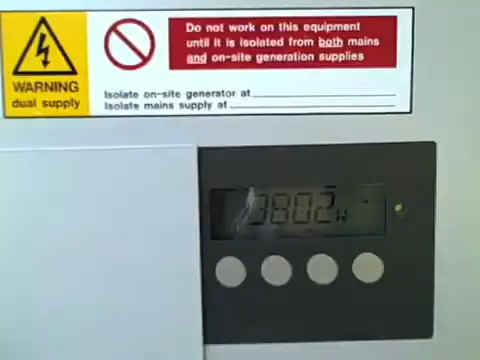 WARNING
dual supply
Do not work on this equipment
until it is isolated from both mains
and on-site generation supplies
Isolate on-site generator at
Isolate mains supply at
3802W